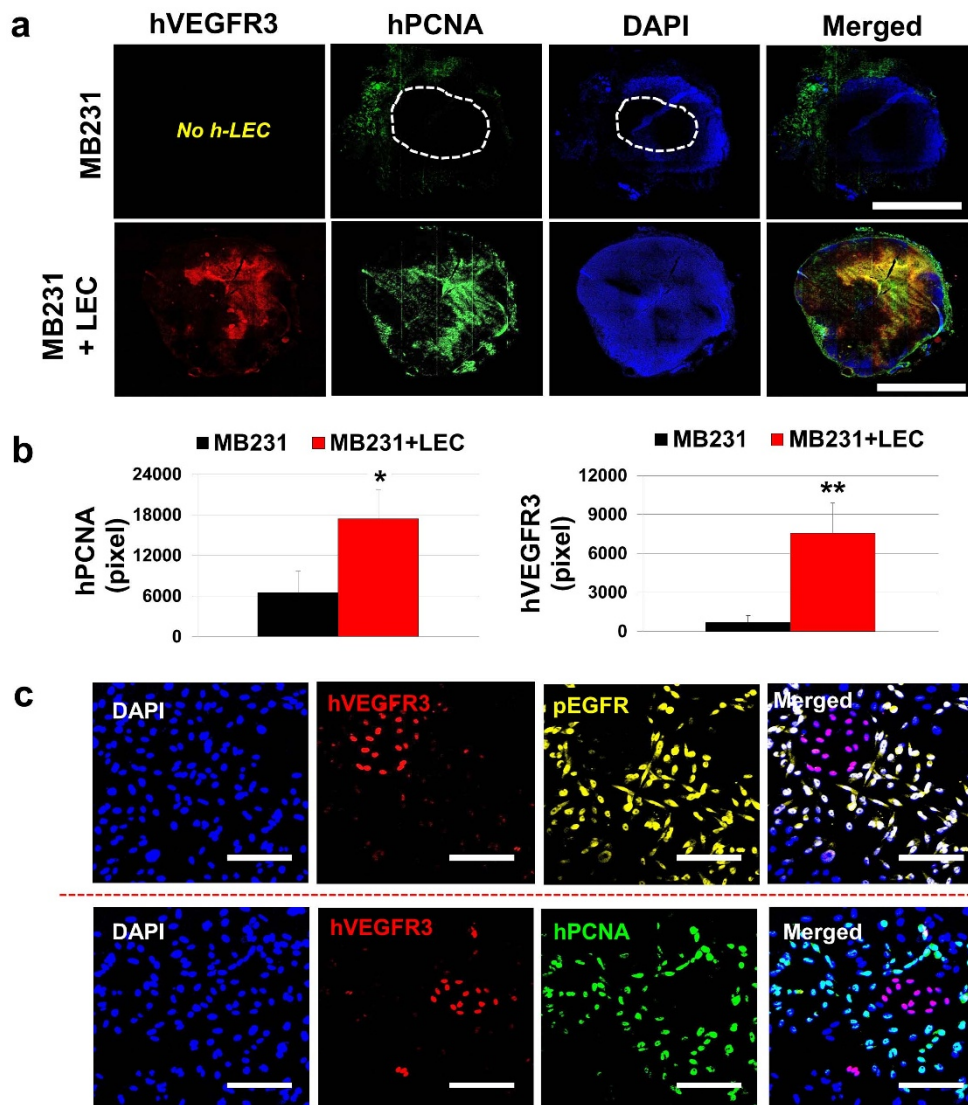 a
hVEGFR3 hPCNA DAPI Merged
MB231
No h-LEC
MB231
+ LEC
b
MB231 MB231+LEC
hPCNA
(pixel)
24000
18000
12000
6000
0
*
MB231 MB231+LEC
hVEGFR3
(pixel)
12000
9000
6000
3000
0
**
c
DAPI hVEGFR3 pEGFR Merged
DAPI hVEGFR3 hPCNA Merged